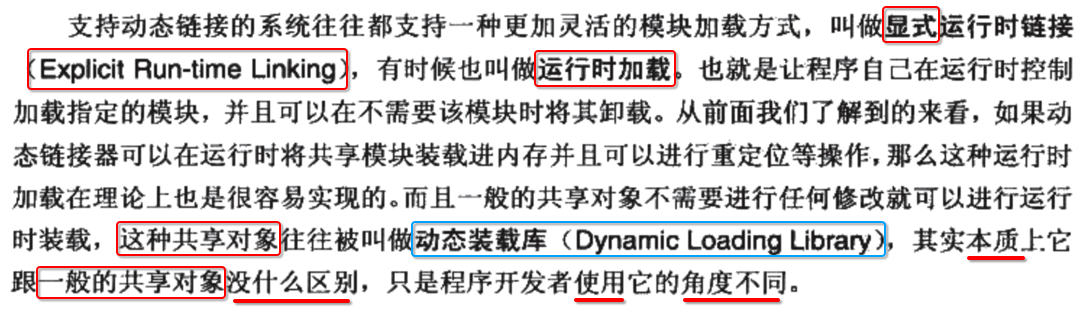 支持动态链接的系统往往都支持一种更加灵活的模块加载方式，叫做显式运行时链接
（Explicit Run-time Linking），有时候也叫做运行时加载。也就是让程序自己在运行时控制
加载指定的模块，并且可以在不需要该模块时将其卸载。从前面我们了解到的来看，如果动
态链接器可以在运行时将共享模块装载进内存并且可以进行重定位等操作，那么这种运行时
加载在理论上也是很容易实现的。而且一般的共享对象不需要进行任何修改就可以进行运行
时装载，这种共享对象往往被叫做动态装载库（Dynamic Loading Library），其实本质上它
跟一般的共享对象没什么区别，只是程序开发者使用它的角度不同。